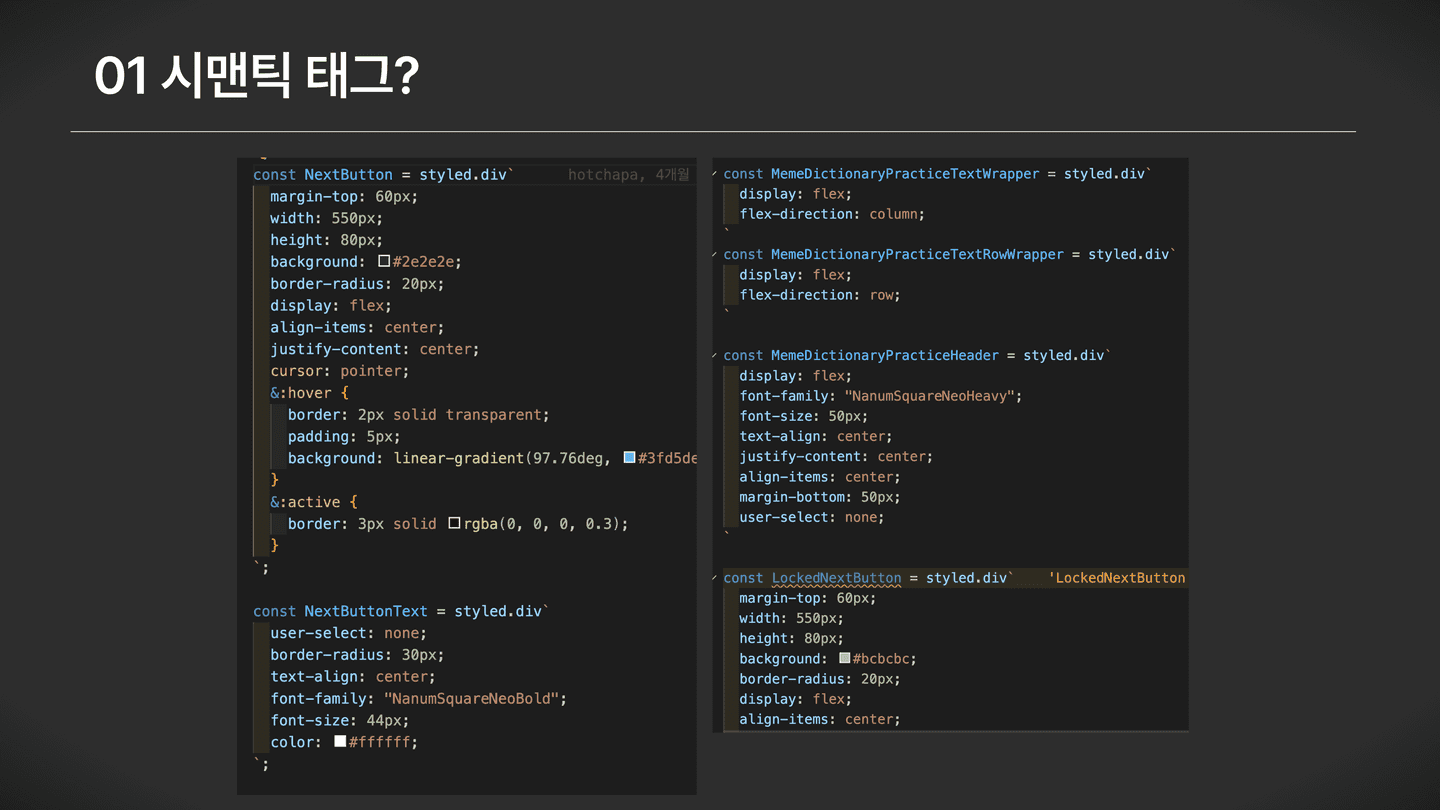 01 시맨틱 태그?
const NextButton = styled.div` hotchapa, 4개월
margin-top: 60px;
width: 550px;
height: 80px;
background: #2e2e2e;
border-radius: 20px;
display: flex;
align-items: center;
justify-content: center;
cursor: pointer;
&:hover {
border: 2px solid transparent;
padding: 5px;
background: linear-gradient(97.76deg, #3fd5de
}
&:active {
border: 3px solid rgba(0, 0, 0, 0.3);
}
`;
const NextButtonText = styled.div`
user-select: none;
border-radius: 30px;
text-align: center;
font-family: "NanumSquareNeoBold";
font-size: 44px;
color: #ffffff;
`;
const MemeDictionaryPracticeTextWrapper = styled.div`
display: flex;
flex-direction: column;
`
const MemeDictionaryPracticeTextRowWrapper = styled.div`
display: flex;
flex-direction: row;
`
const MemeDictionaryPracticeHeader = styled.div`
display: flex;
font-family: "NanumSquareNeoHeavy";
font-size: 50px;
text-align: center;
justify-content: center;
align-items: center;
margin-bottom: 50px;
user-select: none;
`
const LockedNextButton = styled.div` 'LockedNextButton
margin-top: 60px;
width: 550px;
height: 80px;
background: #bcbcbc;
border-radius: 20px;
display: flex;
align-items: center;